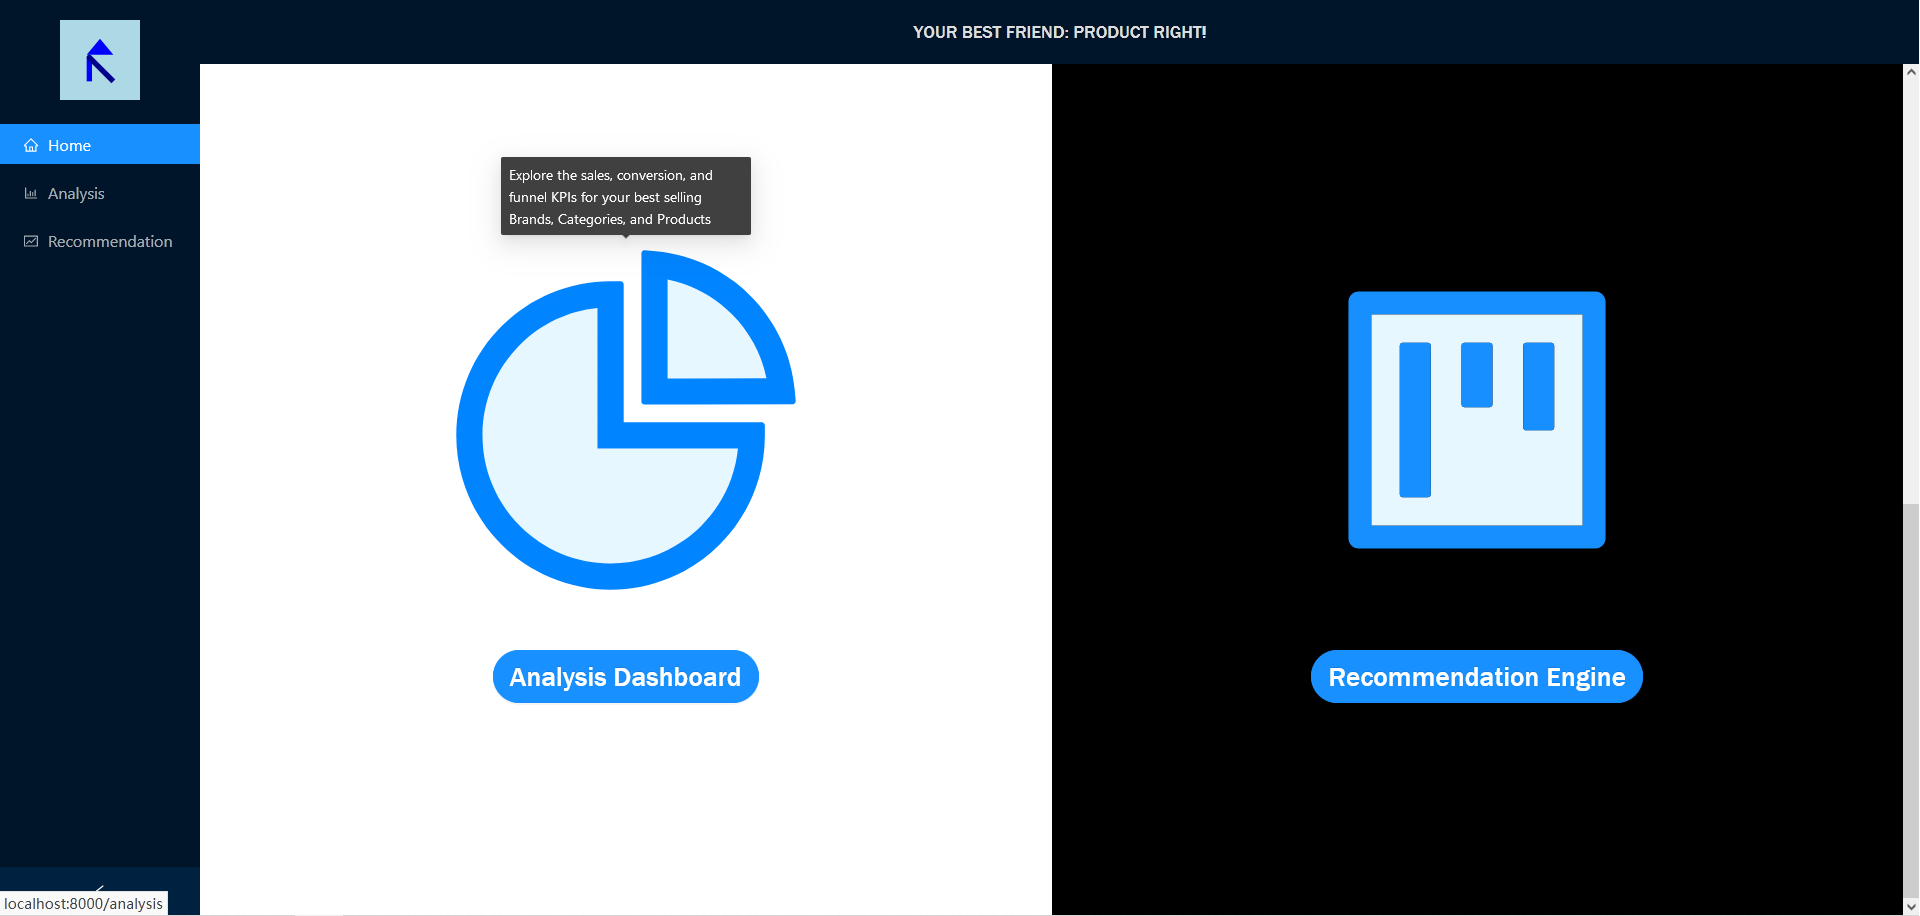 YOUR BEST FRIEND: PRODUCT RIGHT!
Home
Analysis
Recommendation
Explore the sales, conversion, and
funnel KPIs for your best selling
Brands, Categories, and Products
Analysis Dashboard
Recommendation Engine
localhost:8000/analysis